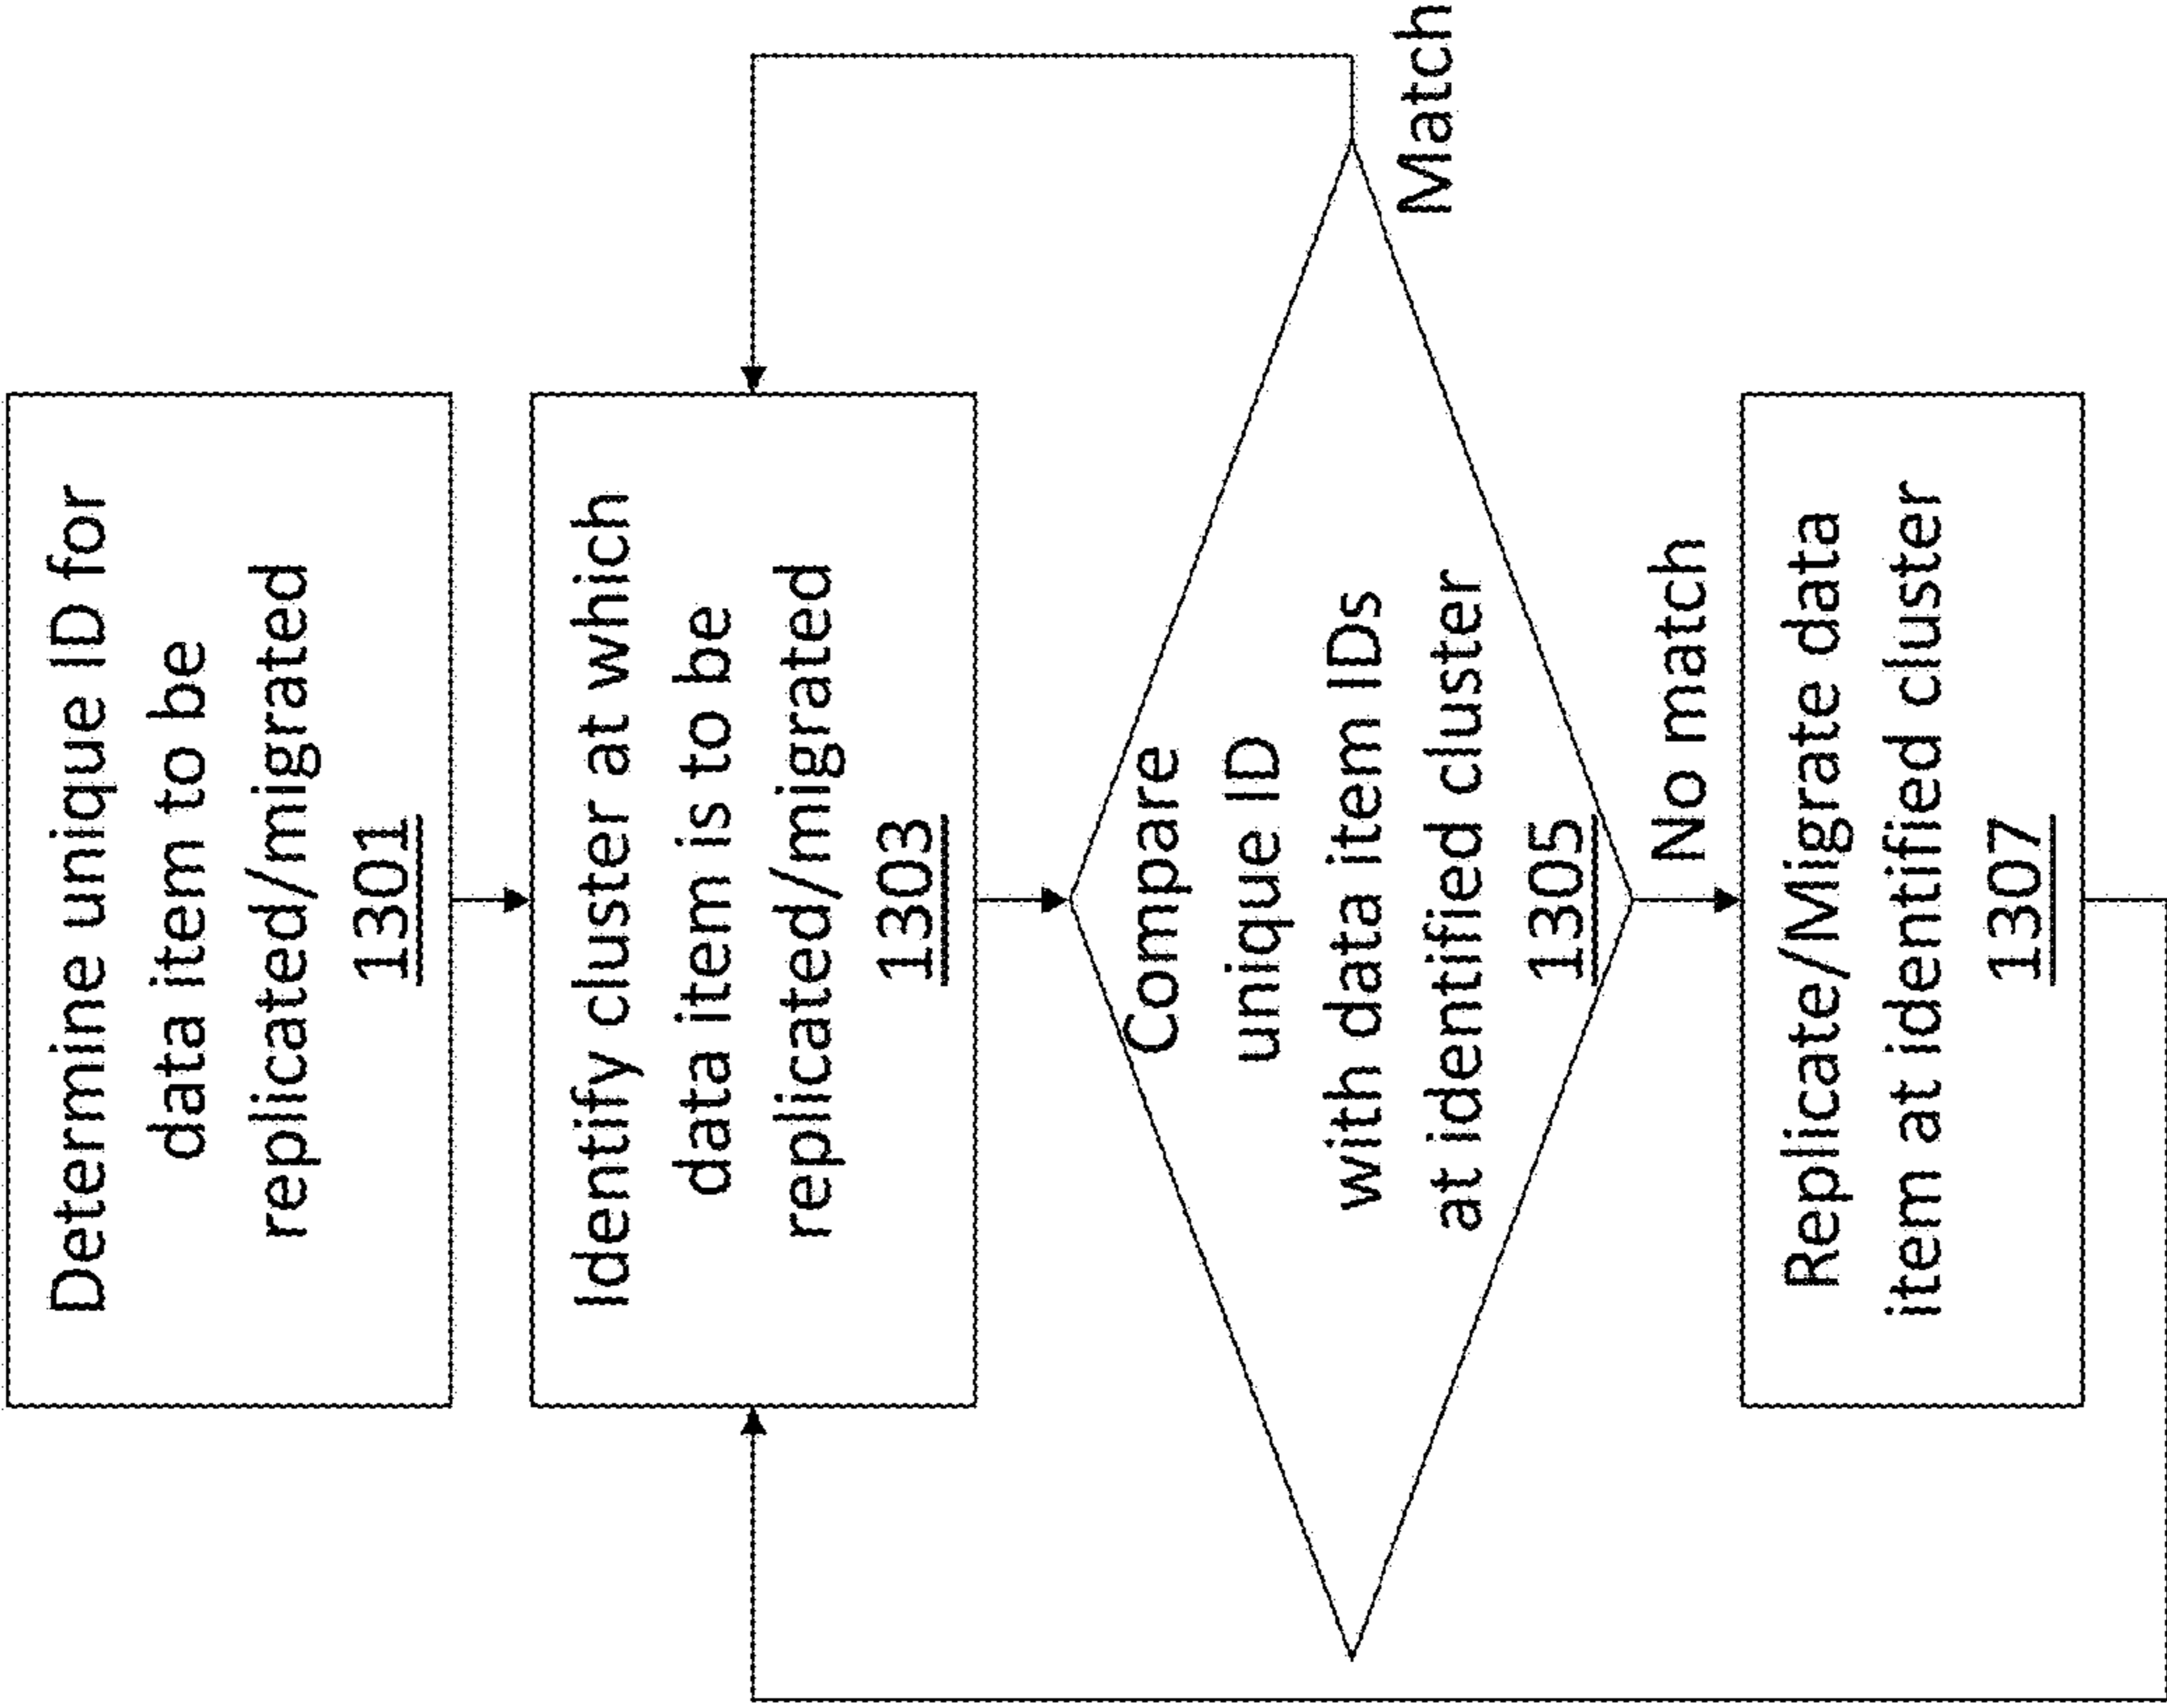 Determine unique ID for
data item to be
replicated/migrated
1301
Identify cluster at which
data item is to be
replicated/migrated
1303
Compare
unique ID
with data item IDs
at identified cluster
1305
Match
No match
Replicate/Migrate data
item at identified cluster
1307